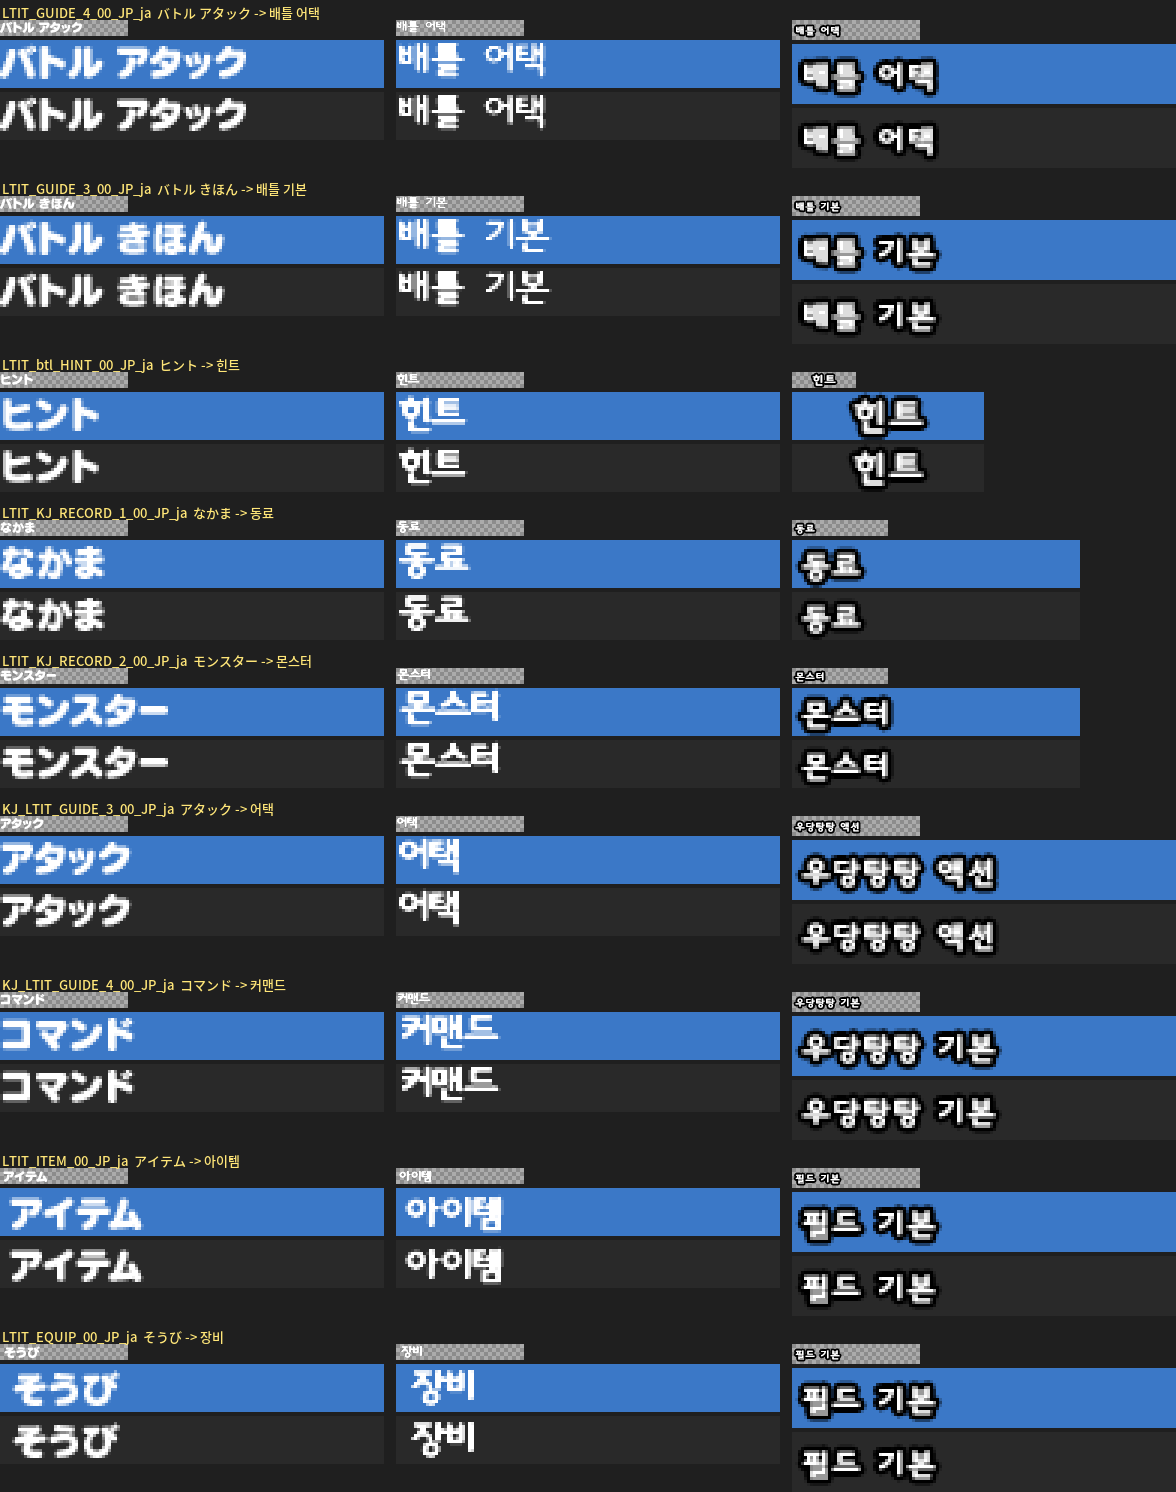 LTIT_GUIDE_4_00_JP_ja バトル アタック -> 배틀 어택
バトル アタック 배틀 어택 배틀 어택
バトル アタック 배틀 어택 배틀 어택
バトル アタック 배틀 어택 배틀 어택
LTIT_GUIDE_3_00_JP_ja バトル きほん -> 배틀 기본
バトル きほん 배틀 기본 배틀 기본
バトル きほん 배틀 기본 배틀 기본
バトル きほん 배틀 기본 배틀 기본
LTIT_btl_HINT_00_JP_ja ヒント -> 힌트
ヒント 힌트 힌트
ヒント 힌트 힌트
ヒント 힌트 힌트
LTIT_KJ_RECORD_1_00_JP_ja なかま -> 동료
なかま 동료 동료
なかま 동료 동료
なかま 동료 동료
LTIT_KJ_RECORD_2_00_JP_ja モンスター -> 몬스터
モンスター 몬스터 몬스터
モンスター 몬스터 몬스터
モンスター 몬스터 몬스터
KJ_LTIT_GUIDE_3_00_JP_ja アタック -> 어택
アタック 어택 우당탕탕 액션
アタック 어택 우당탕탕 액션
アタック 어택 우당탕탕 액션
KJ_LTIT_GUIDE_4_00_JP_ja コマンド -> 커맨드
コマンド 커맨드 우당탕탕 기본
コマンド 커맨드 우당탕탕 기본
コマンド 커맨드 우당탕탕 기본
LTIT_ITEM_00_JP_ja アイテム -> 아이템
アイテム 아이템 필드 기본
アイテム 아이템 필드 기본
アイテム 아이템 필드 기본
LTIT_EQUIP_00_JP_ja そうび -> 장비
そうび 장비 필드 기본
そうび 장비 필드 기본
そうび 장비 필드 기본